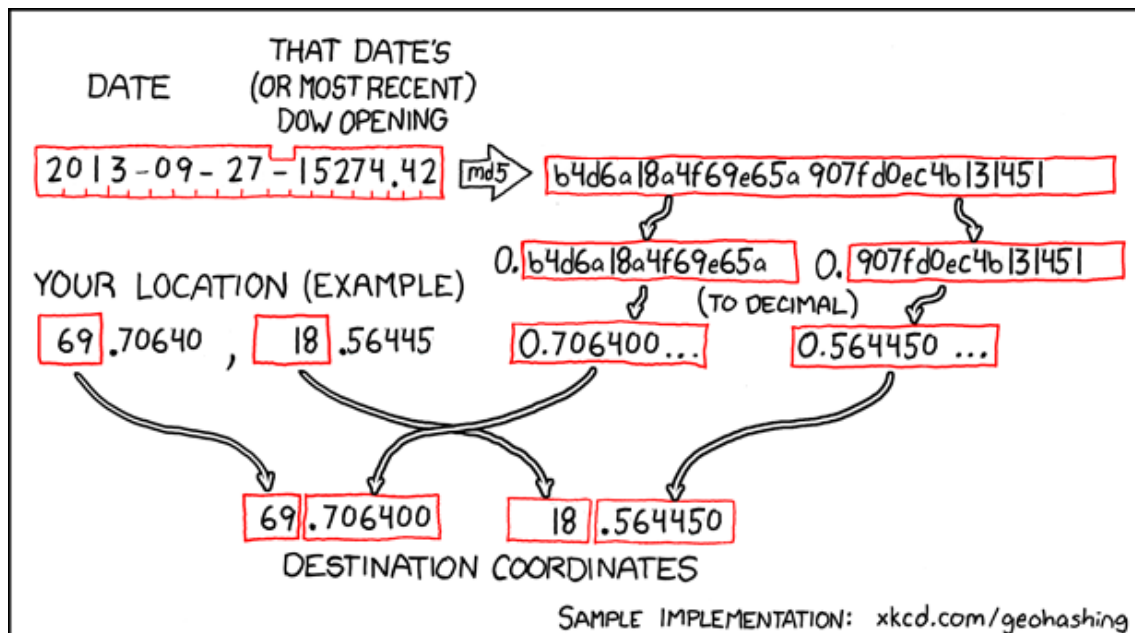 DATE
THAT DATE'S
(OR MOST RECENT)
DOW OPENING
2013-09-27-15274.42
md5
b4d6a18a4f69e65a907fd0ec4b131451
0.b4d6a18a4f69e65a
0.907fd0ec4b131451
YOUR LOCATION (EXAMPLE)
(TO DECIMAL)
69.70640, 18.56445
0.706400...
0.564450...
69.706400
18.564450
DESTINATION COORDINATES
SAMPLE IMPLEMENTATION: xkcd.com/geohashing